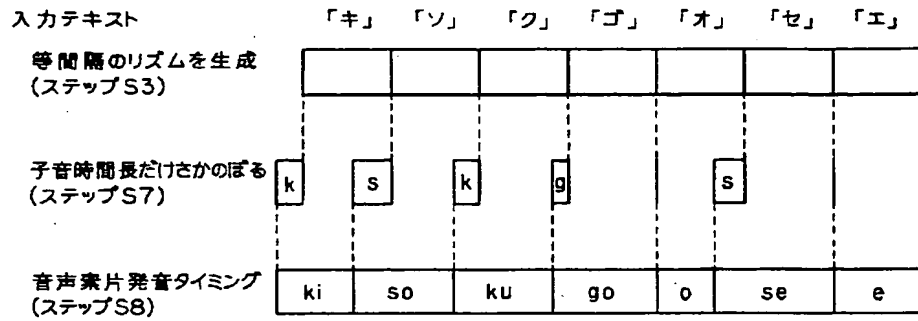 入力テキスト 「キ」 「ソ」 「ク」 「ゴ」 「オ」 「セ」 「エ」
等間隔のリズムを生成
(ステップS3)
子音時間長だけさかのぼる
(ステップS7)
k s k g s
音声素片発音タイミング
(ステップS8)
ki so ku go o se e